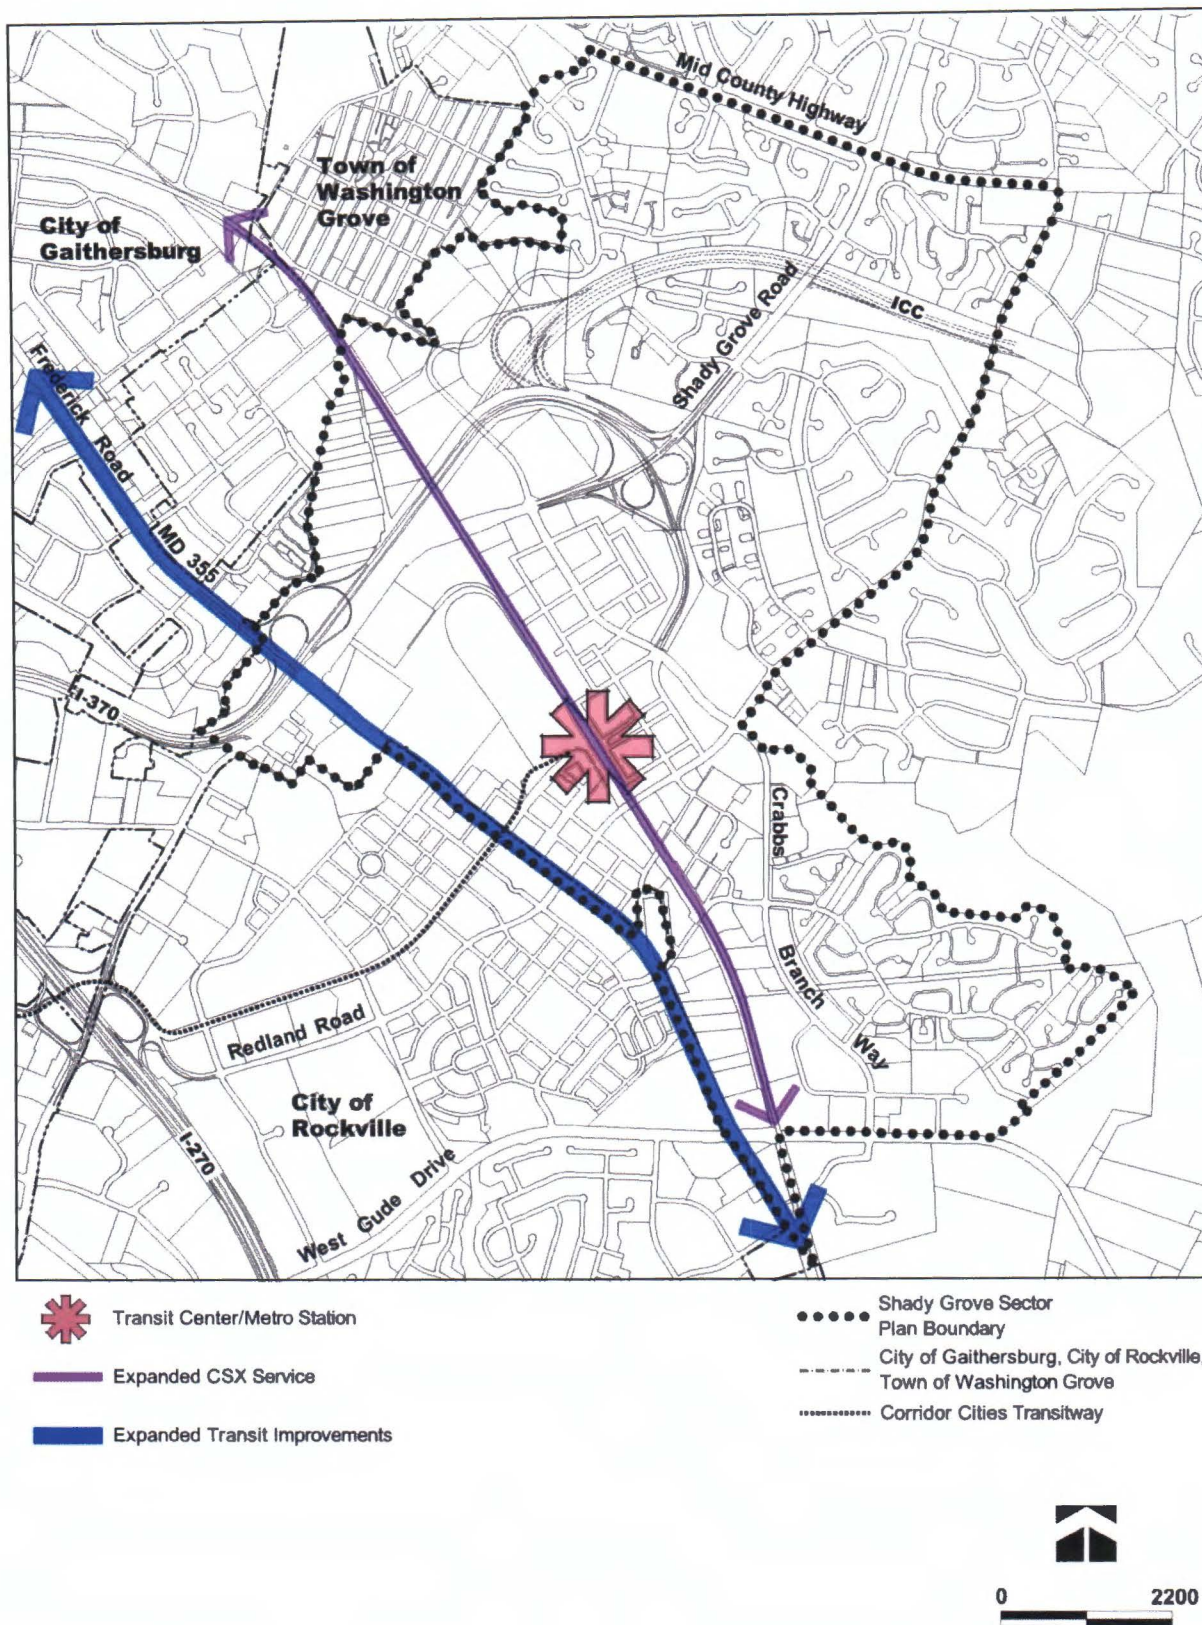 Mid County Highway
Town of
Washington
Grove
City of
Gaithersburg
Shady Grove Road
ICC
Frederick Road
MD 355
I-370
Crabbs
Branch
Way
Redland Road
City of
Rockville
I-270
West Gude Drive
Transit Center/Metro Station
Expanded CSX Service
Expanded Transit Improvements
Shady Grove Sector
Plan Boundary
City of Gaithersburg, City of Rockville,
Town of Washington Grove
Corridor Cities Transitway
0 2200